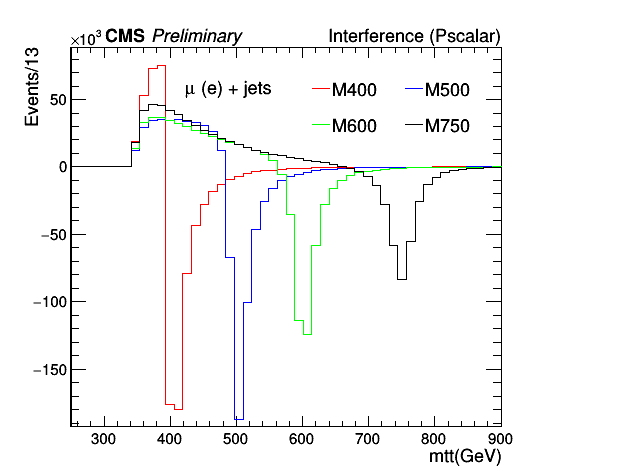 ×10³ CMS Preliminary Interference (Pscalar)
Events/13
μ (e) + jets
M400 M500
M600 M750
50
0
−50
−100
−150
300 400 500 600 700 800 900
mtt(GeV)